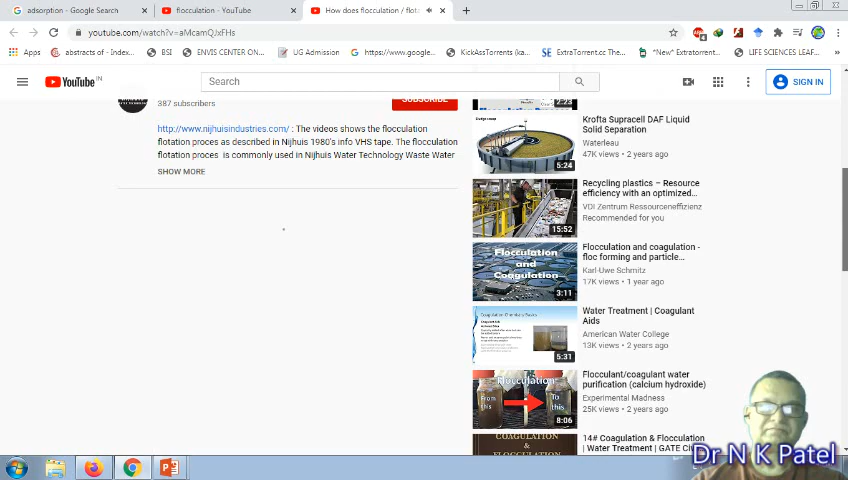 adsorption - Google Search
flocculation - YouTube
How does flocculation / flota
youtube.com/watch?v=aMcamQJxFHs
Apps
abstracts of - Index...
BSI
ENVIS CENTER ON...
UG Admission
https://www.google...
KickAssTorrents (ka...
ExtraTorrent.cc The...
*New* Extratorrent...
LIFE SCIENCES LEAF...
YouTube IN
Search
SIGN IN
387 subscribers
SUBSCRIBE
http://www.nijhuisindustries.com/ : The videos shows the flocculation
flotation proces as described in Nijhuis 1980's info VHS tape. The flocculation
flotation proces is commonly used in Nijhuis Water Technology Waste Water
SHOW MORE
2:23
Krofta Supracell DAF Liquid
Solid Separation
Waterleau
47K views • 2 years ago
5:24
Recycling plastics – Resource
efficiency with an optimized...
VDI Zentrum Ressourceneffizienz
Recommended for you
15:52
Flocculation
and
Coagulation
3:11
Flocculation and coagulation -
floc forming and particle...
Karl-Uwe Schmitz
17K views • 1 year ago
Coagulation Chemistry Basics
5:31
Water Treatment | Coagulant
Aids
American Water College
13K views • 2 years ago
Flocculation
From
this
To
this
8:06
Flocculant/coagulant water
purification (calcium hydroxide)
Experimental Madness
25K views • 2 years ago
COAGULATION
&
FLOCCULATION
14# Coagulation & Flocculation
| Water Treatment | GATE Civi
Dr N K Patel